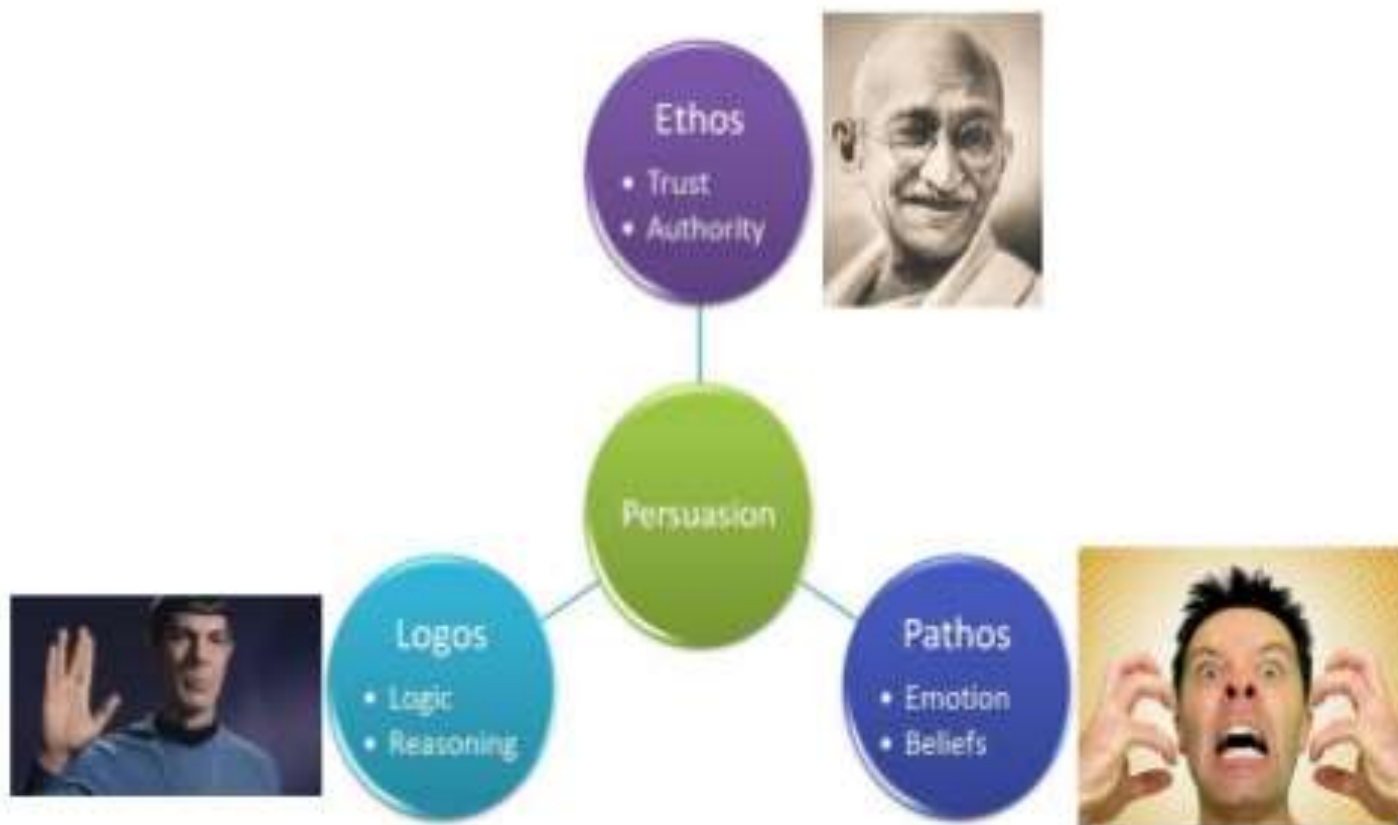 Ethos
• Trust
• Authority
Persuasion
Logos
• Logic
• Reasoning
Pathos
• Emotion
• Beliefs